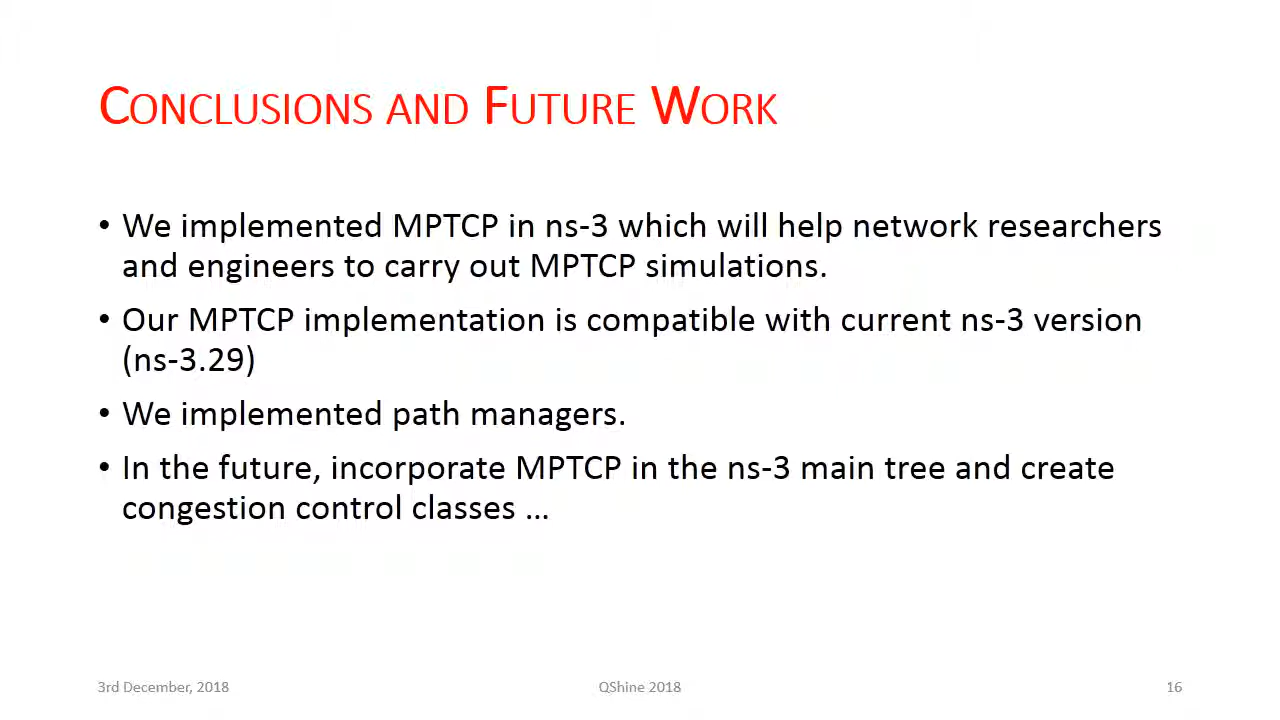 Conclusions and Future Work
• We implemented MPTCP in ns-3 which will help network researchers
and engineers to carry out MPTCP simulations.
• Our MPTCP implementation is compatible with current ns-3 version
(ns-3.29)
• We implemented path managers.
• In the future, incorporate MPTCP in the ns-3 main tree and create
congestion control classes …
3rd December, 2018
QShine 2018
16